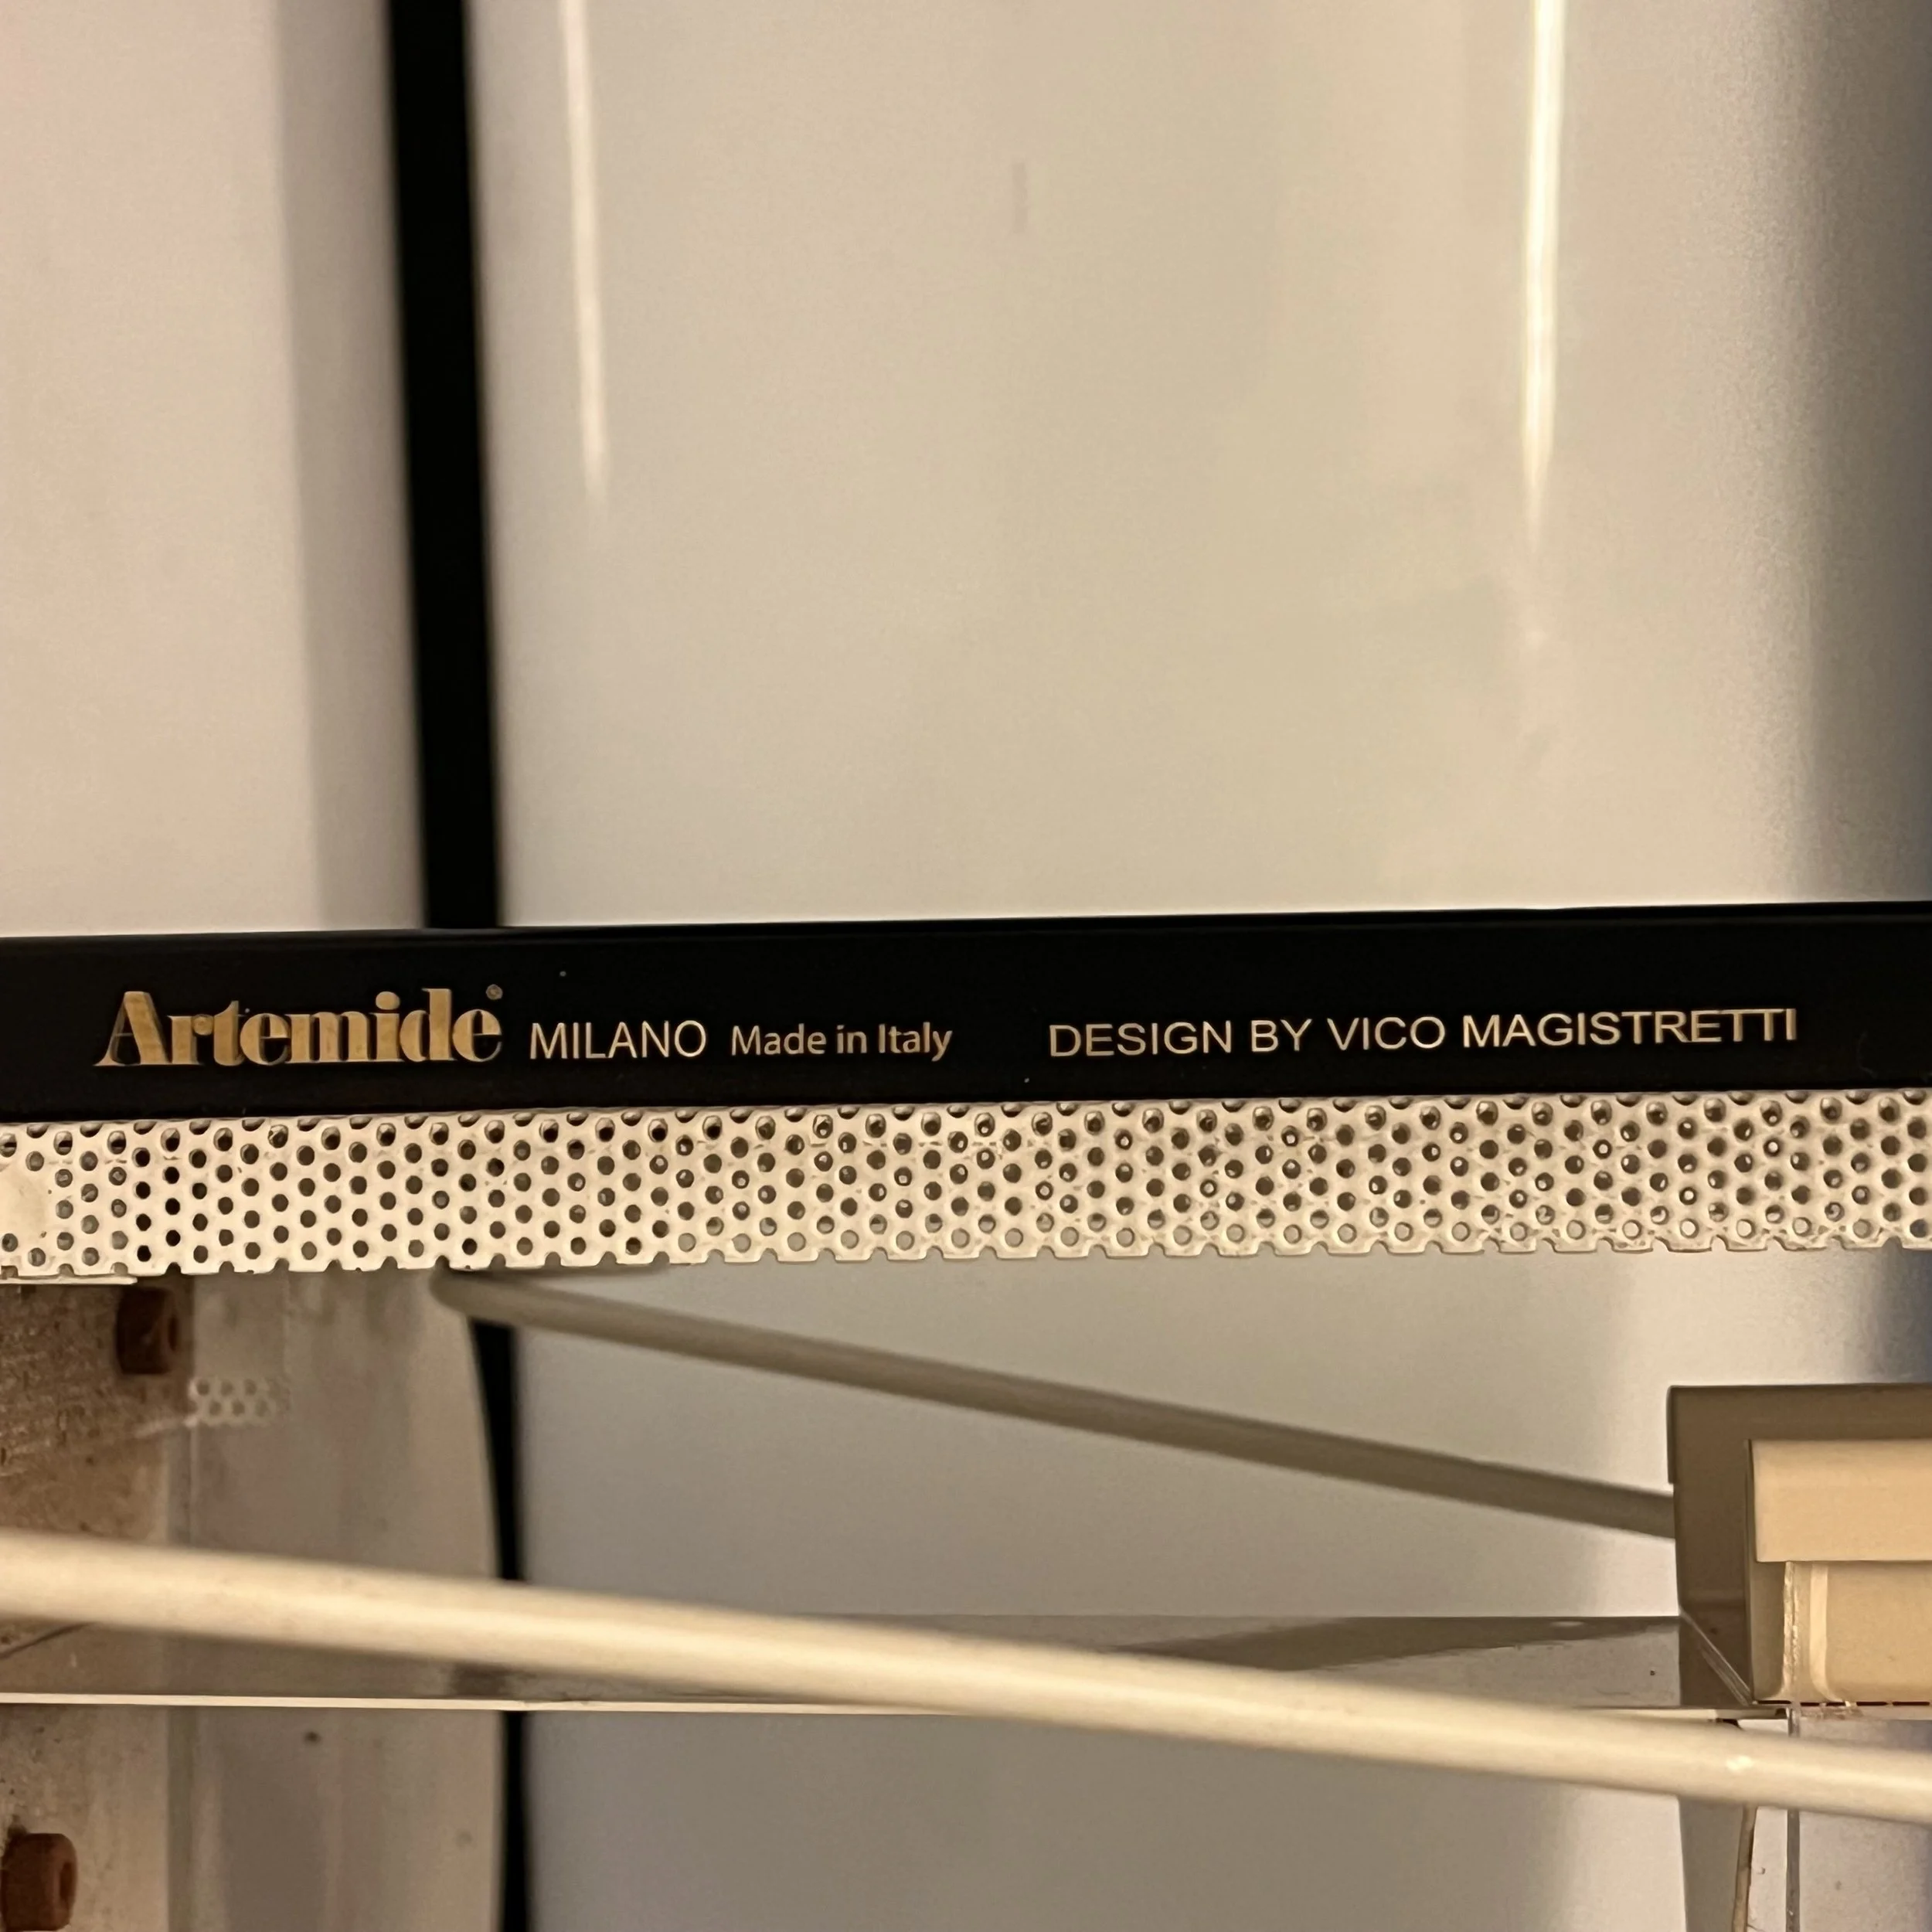 Artemide® MILANO Made in Italy DESIGN BY VICO MAGISTRETTI